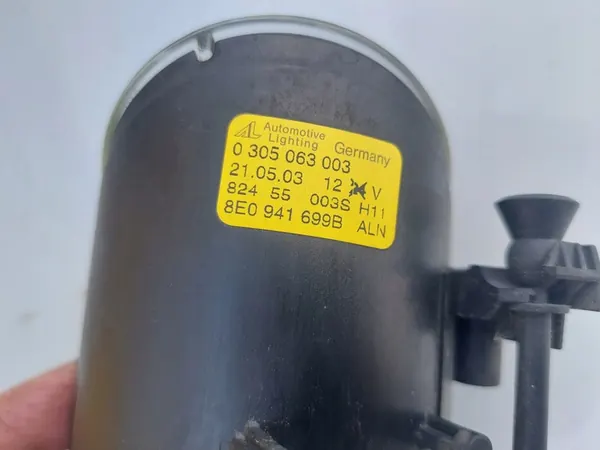 AL Automotive Lighting Germany
0 305 063 003
21.05.03 12 V
824 55 003S H11
8E0 941 699B ALN